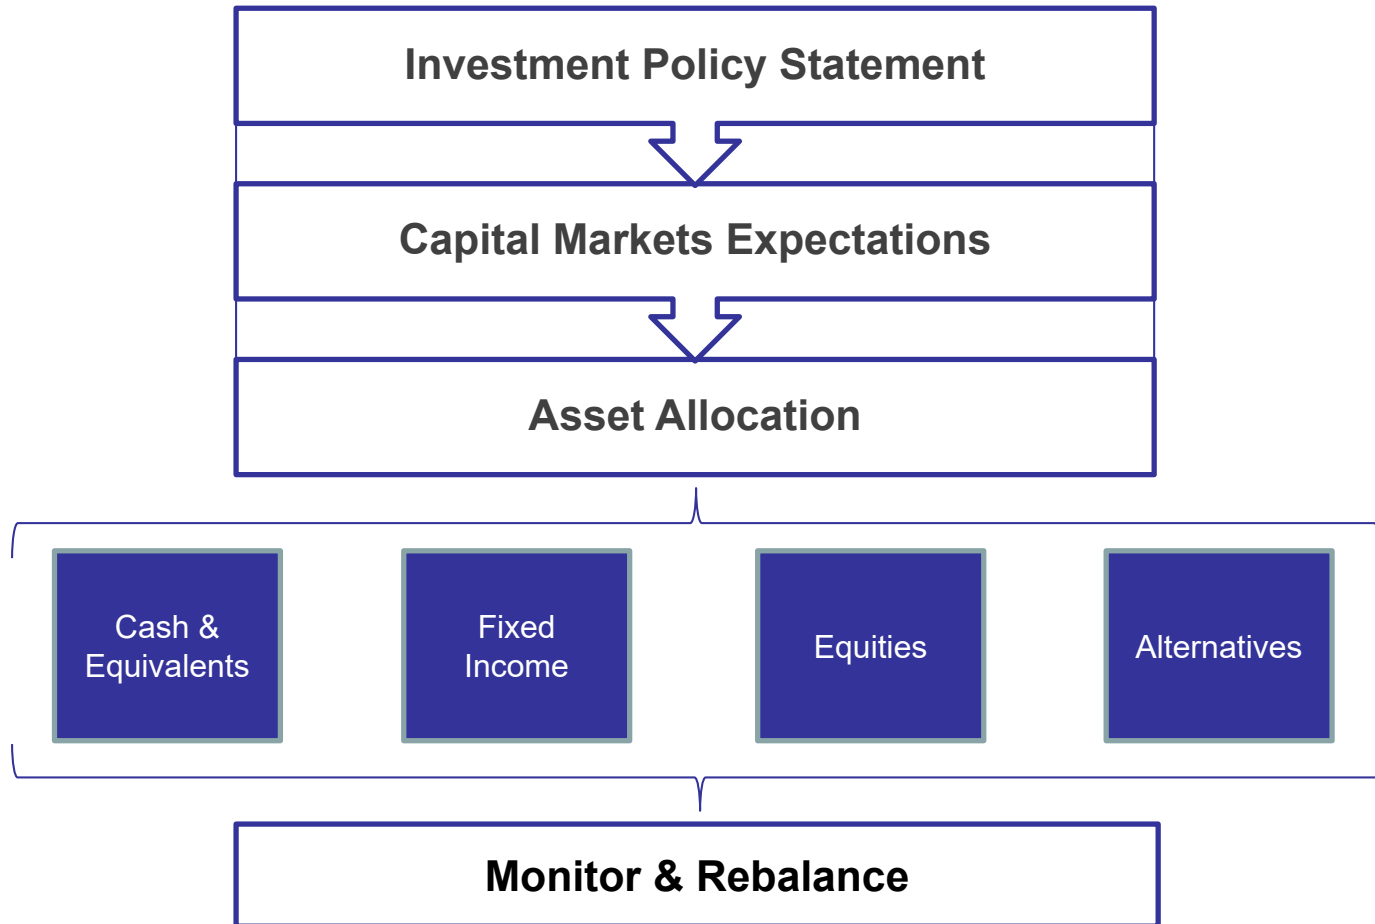 Investment Policy Statement
Capital Markets Expectations
Asset Allocation
Cash &
Equivalents
Fixed
Income
Equities
Alternatives
Monitor & Rebalance